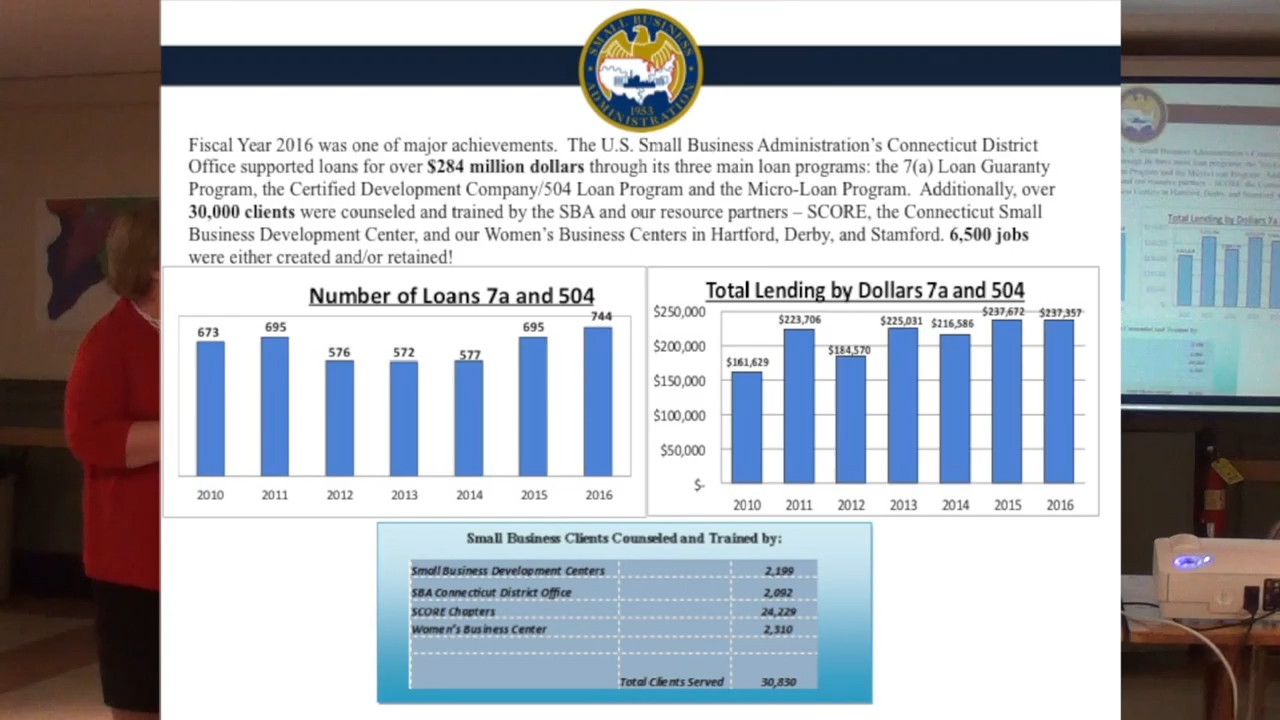 SMALL BUSINESS
ADMINISTRATION
1953
Fiscal Year 2016 was one of major achievements. The U.S. Small Business Administration's Connecticut District
Office supported loans for over $284 million dollars through its three main loan programs: the 7(a) Loan Guaranty
Program, the Certified Development Company/504 Loan Program and the Micro-Loan Program. Additionally, over
30,000 clients were counseled and trained by the SBA and our resource partners – SCORE, the Connecticut Small
Business Development Center, and our Women's Business Centers in Hartford, Derby, and Stamford. 6,500 jobs
were either created and/or retained!
Number of Loans 7a and 504
673 695 576 572 577 695 744
2010 2011 2012 2013 2014 2015 2016
Total Lending by Dollars 7a and 504
$250,000
$200,000
$150,000
$100,000
$50,000
$-
$161,629 $223,706 $184,570 $225,031 $216,586 $237,672 $237,357
2010 2011 2012 2013 2014 2015 2016
Small Business Clients Counseled and Trained by:
Small Business Development Centers 2,199
SBA Connecticut District Office 2,092
SCORE Chapters 24,229
Women's Business Center 2,310
Total Clients Served 30,830
Total Lending by Dollars 7a